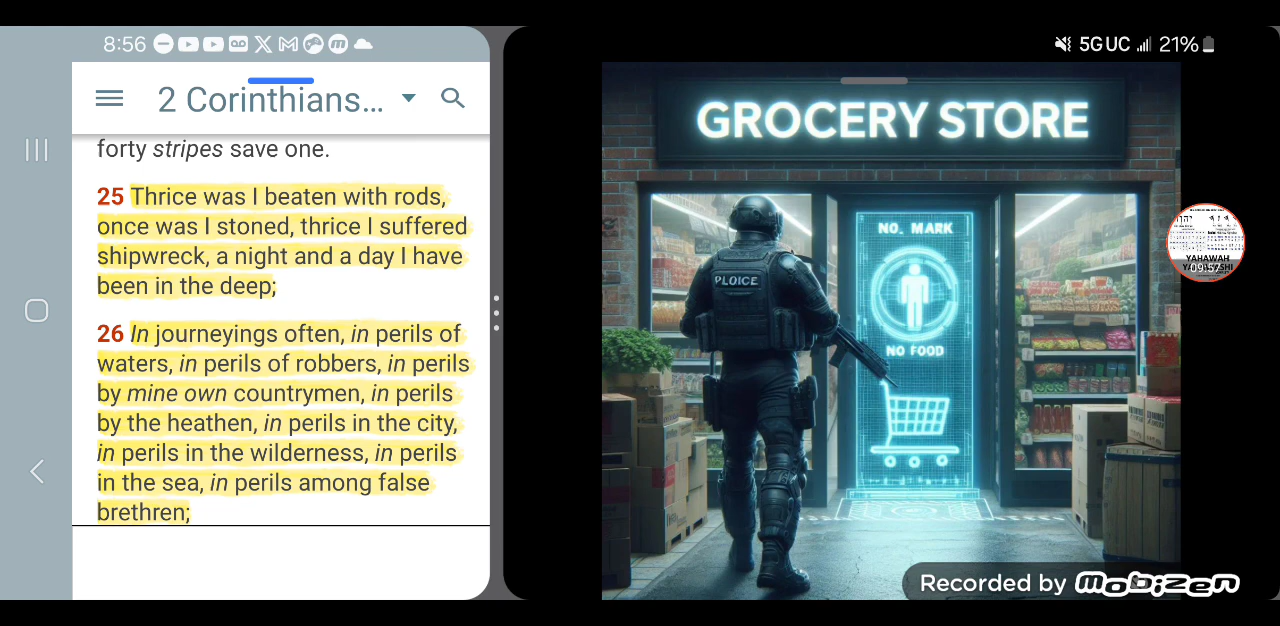 8:56
5G UC 21%
2 Corinthians...
forty stripes save one.
25 Thrice was I beaten with rods,
once was I stoned, thrice I suffered
shipwreck, a night and a day I have
been in the deep;
26 In journeyings often, in perils of
waters, in perils of robbers, in perils
by mine own countrymen, in perils
by the heathen, in perils in the city,
in perils in the wilderness, in perils
in the sea, in perils among false
brethren;
GROCERY STORE
NO. MARK
PLOICE
NO FOOD
YAHAWAH
09:57
Recorded by Mobizen